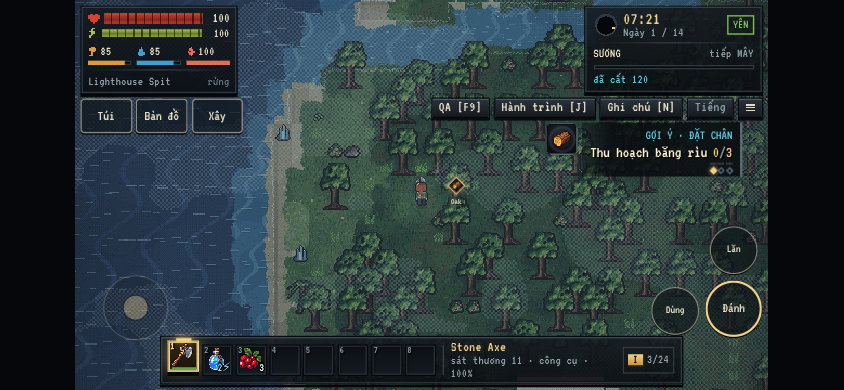 100
100
85 85 100
Lighthouse Spit rừng
Túi Bản đồ Xây
07:21
Ngày 1 / 14
YÊN
SƯƠNG tiếp MÂY
đã cất 120
QA [F9] Hành trình [J] Ghi chú [N] Tiếng
GỢI Ý · ĐẶT CHÂN
Thu hoạch bằng rìu 0/3
Oak
Lăn
Dùng
Đánh
1 2 3 4 5 6 7 8
2 3
Stone Axe
sát thương 11 · công cụ ·
100%
I 3/24